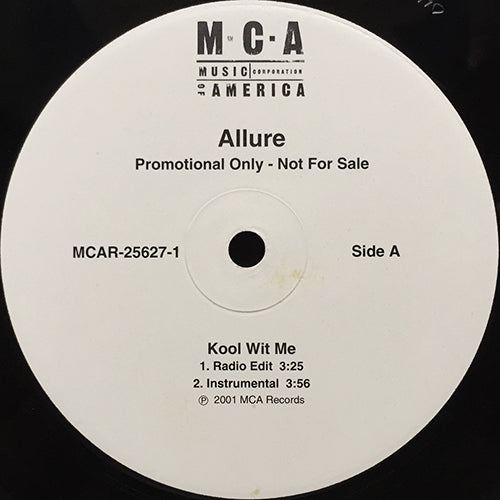 M·C·A
MUSIC CORPORATION
OF AMERICA
Allure
Promotional Only - Not For Sale
MCAR-25627-1
Side A
Kool Wit Me
1. Radio Edit 3:25
2. Instrumental 3:56
℗ 2001 MCA Records